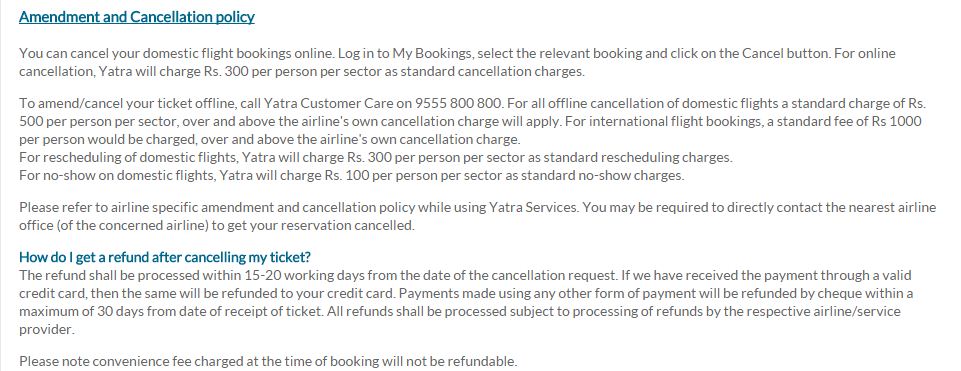 Amendment and Cancellation policy
You can cancel your domestic flight bookings online. Log in to My Bookings, select the relevant booking and click on the Cancel button. For online
cancellation, Yatra will charge Rs. 300 per person per sector as standard cancellation charges.
To amend/cancel your ticket offline, call Yatra Customer Care on 9555 800 800. For all offline cancellation of domestic flights a standard charge of Rs.
500 per person per sector, over and above the airline's own cancellation charge will apply. For international flight bookings, a standard fee of Rs 1000
per person would be charged, over and above the airline's own cancellation charge.
For rescheduling of domestic flights, Yatra will charge Rs. 300 per person per sector as standard rescheduling charges.
For no-show on domestic flights, Yatra will charge Rs. 100 per person per sector as standard no-show charges.
Please refer to airline specific amendment and cancellation policy while using Yatra Services. You may be required to directly contact the nearest airline
office (of the concerned airline) to get your reservation cancelled.
How do I get a refund after cancelling my ticket?
The refund shall be processed within 15-20 working days from the date of the cancellation request. If we have received the payment through a valid
credit card, then the same will be refunded to your credit card. Payments made using any other form of payment will be refunded by cheque within a
maximum of 30 days from date of receipt of ticket. All refunds shall be processed subject to processing of refunds by the respective airline/service
provider.
Please note convenience fee charged at the time of booking will not be refundable.